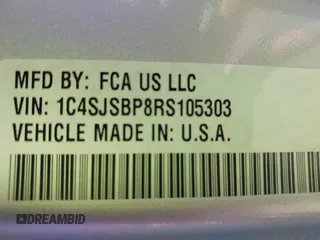 MFD BY: FCA US LLC
VIN: 1C4SJSBP8RS105303
VEHICLE MADE IN: U.S.A.
DREAMBID